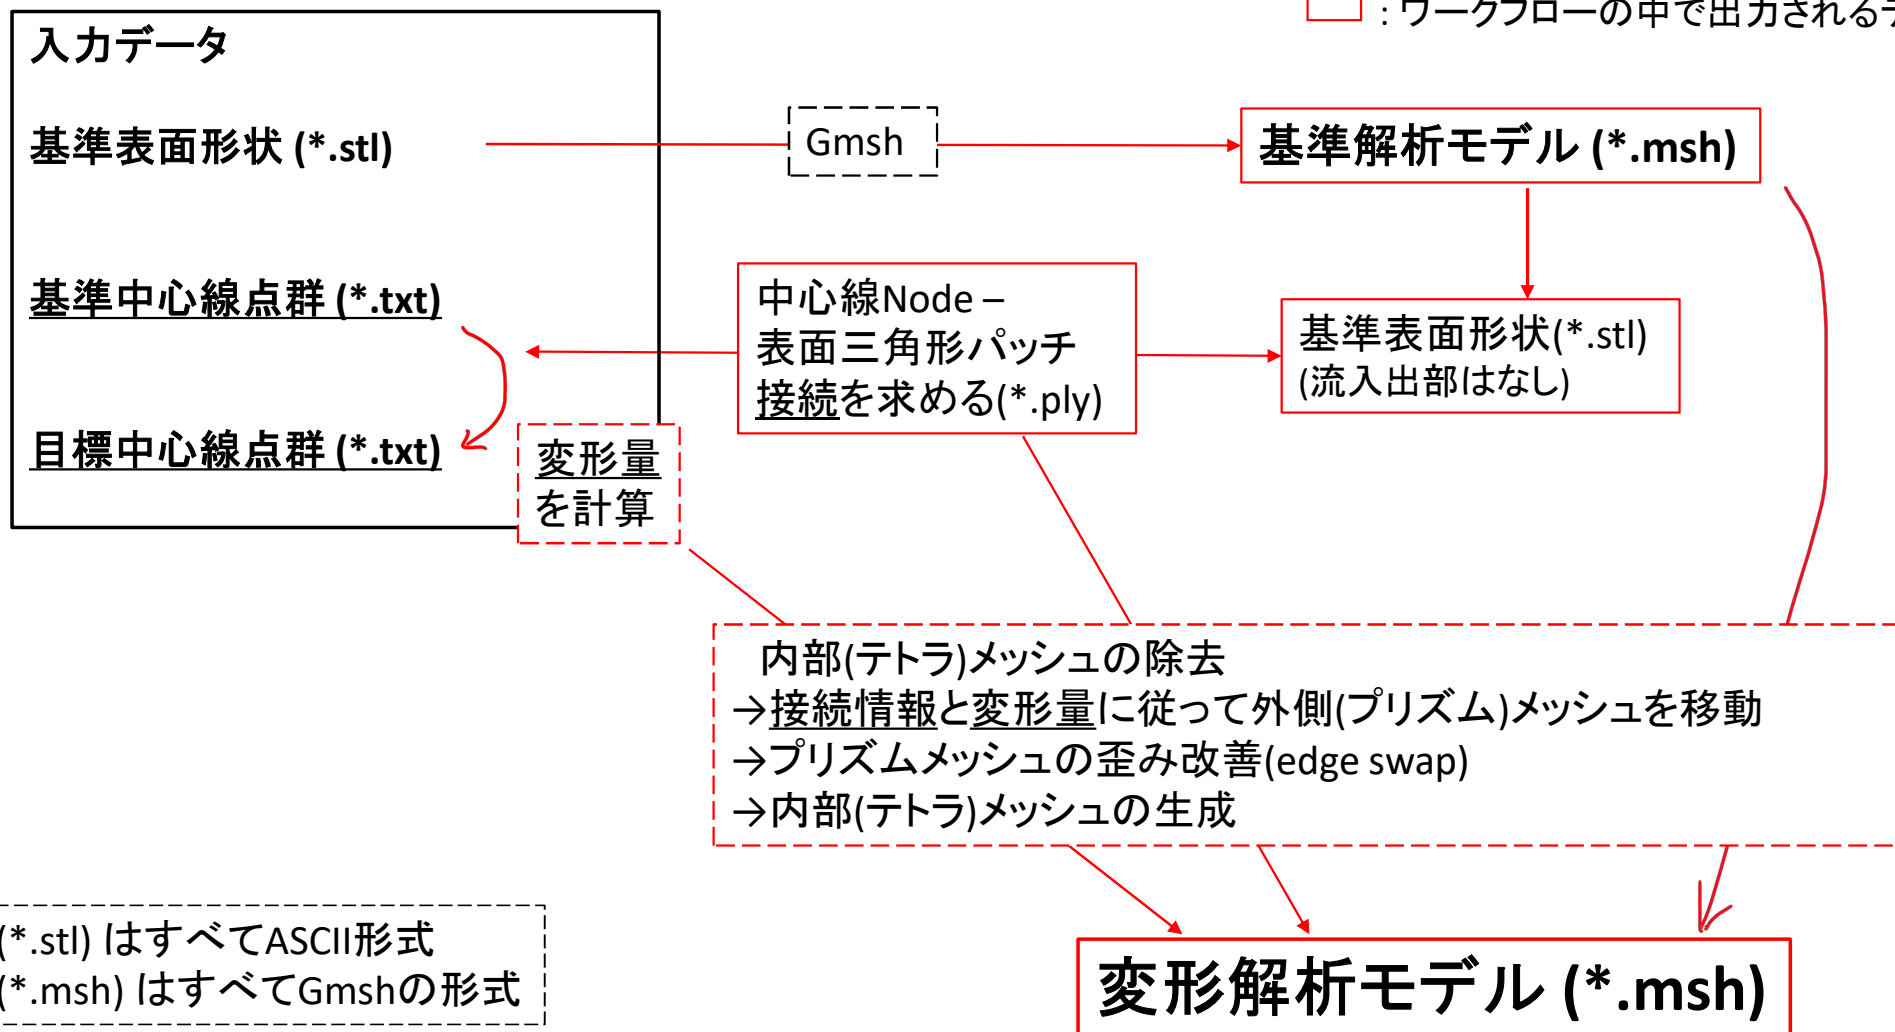 : ワークフローの中で出力されるデ
入力データ
基準表面形状 (*.stl)
Gmsh
基準解析モデル (*.msh)
基準中心線点群 (*.txt)
中心線Node –
表面三角形パッチ
接続を求める(*.ply)
基準表面形状(*.stl)
(流入出部はなし)
目標中心線点群 (*.txt)
変形量
を計算
内部(テトラ)メッシュの除去
→接続情報と変形量に従って外側(プリズム)メッシュを移動
→プリズムメッシュの歪み改善(edge swap)
→内部(テトラ)メッシュの生成
(*.stl) はすべてASCII形式
(*.msh) はすべてGmshの形式
変形解析モデル (*.msh)